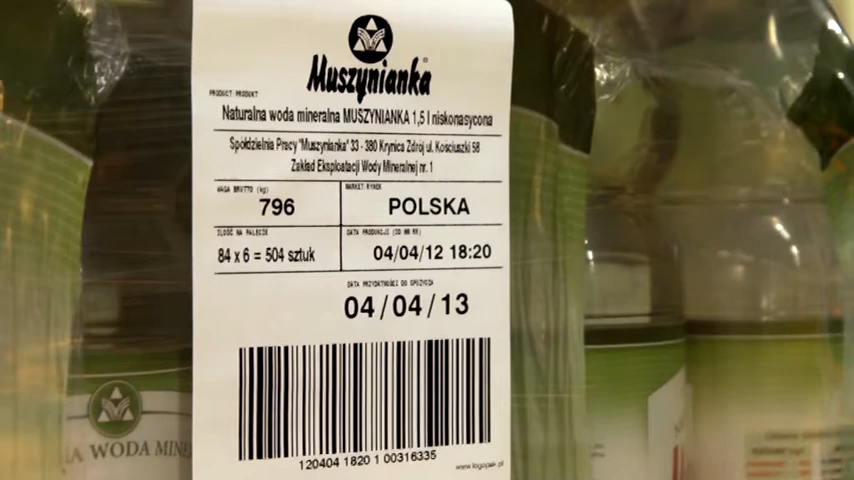 Muszynianka®
PRODUCT PRODUKT
Naturalna woda mineralna MUSZYNIANKA 1,5 l niskonasycona
Spółdzielnia Pracy "Muszynianka" 33 - 380 Krynica Zdrój ul. Kościuszki 58
Zakład Eksploatacji Wody Mineralnej nr. 1
WAGA BRUTTO (kg)
796
MARKET RYNEK
POLSKA
ILOŚĆ NA PALECIE
84 x 6 = 504 sztuk
DATA PRODUKCJI (DD MM RR)
04/04/12 18:20
DATA PRZYDATNOŚCI DO SPOŻYCIA
04/04/13
120404 1820 1 00316335
www.logopak.pl
WODA MINE